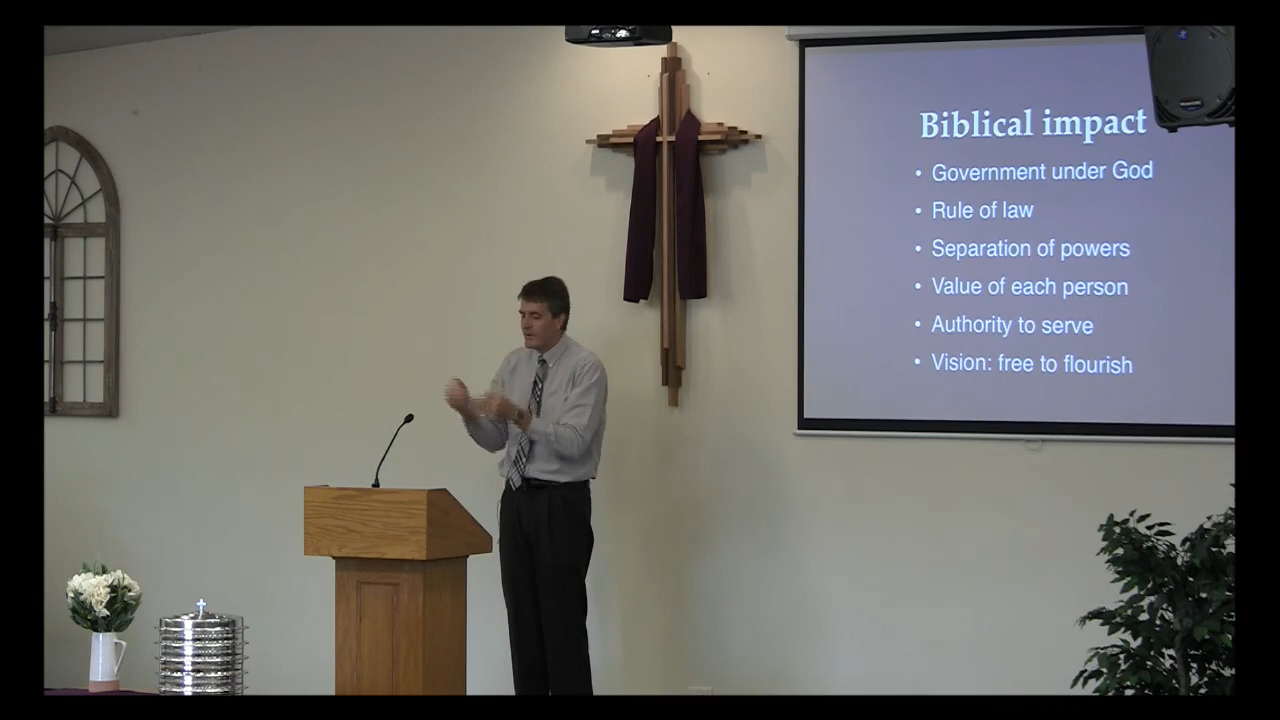 Biblical impact
• Government under God
• Rule of law
• Separation of powers
• Value of each person
• Authority to serve
• Vision: free to flourish